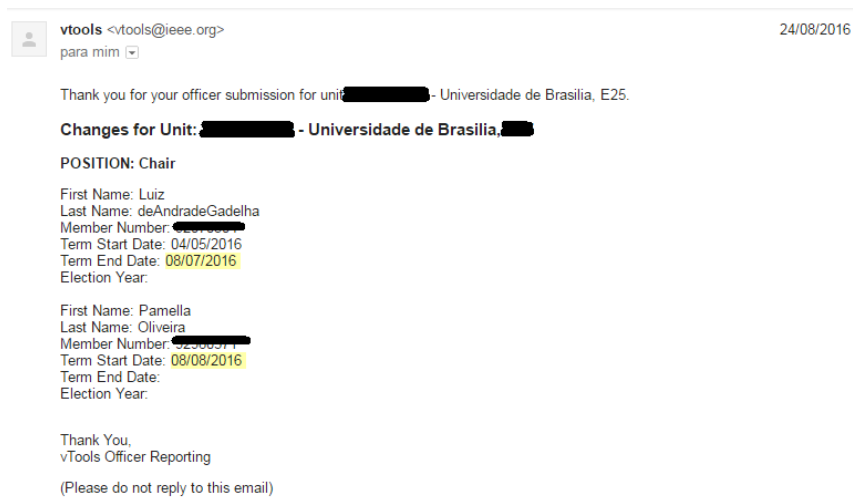 vtools <vtools@ieee.org>
24/08/2016
para mim
Thank you for your officer submission for unit - Universidade de Brasilia, E25.
Changes for Unit: - Universidade de Brasilia,
POSITION: Chair
First Name: Luiz
Last Name: deAndradeGadelha
Member Number:
Term Start Date: 04/05/2016
Term End Date: 08/07/2016
Election Year:
First Name: Pamella
Last Name: Oliveira
Member Number:
Term Start Date: 08/08/2016
Term End Date:
Election Year:
Thank You,
vTools Officer Reporting
(Please do not reply to this email)